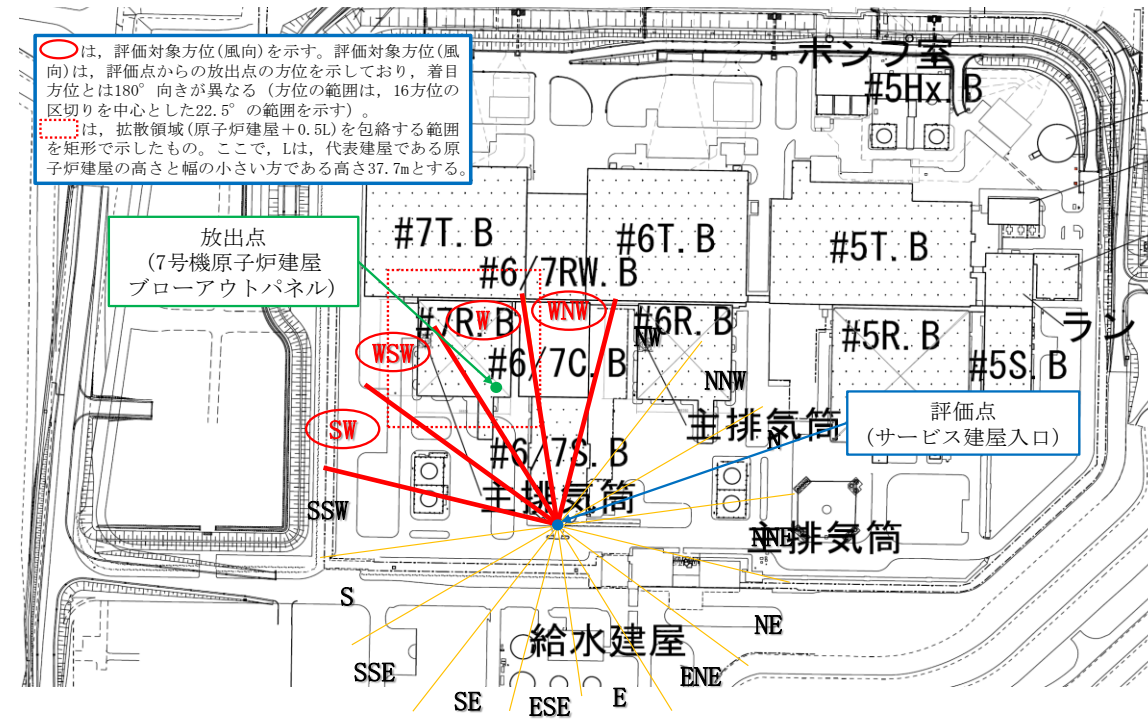 は，評価対象方位(風向)を示す。評価対象方位(風
向)は，評価点からの放出点の方位を示しており，着目
方位とは180°向きが異なる（方位の範囲は，16方位の
区切りを中心とした22.5°の範囲を示す）。
は，拡散領域(原子炉建屋＋0.5L)を包絡する範囲
を矩形で示したもの。ここで，Lは，代表建屋である原
子炉建屋の高さと幅の小さい方である高さ37.7mとする。
ポンプ室
#5Hx.B
放出点
(7号機原子炉建屋
ブローアウトパネル)
#7T.B
#6T.B
#5T.B
#6/7RW.B
#7R.B
W
WNW
#6R.B
NW
ラン
WSW
#6/7C.B
#5R.B
#5S.B
NNW
評価点
(サービス建屋入口)
SW
主排気筒
N
#6/7S.B
主排気筒
SSW
NNE
主排気筒
S
NE
給水建屋
SSE
ENE
SE
ESE
E